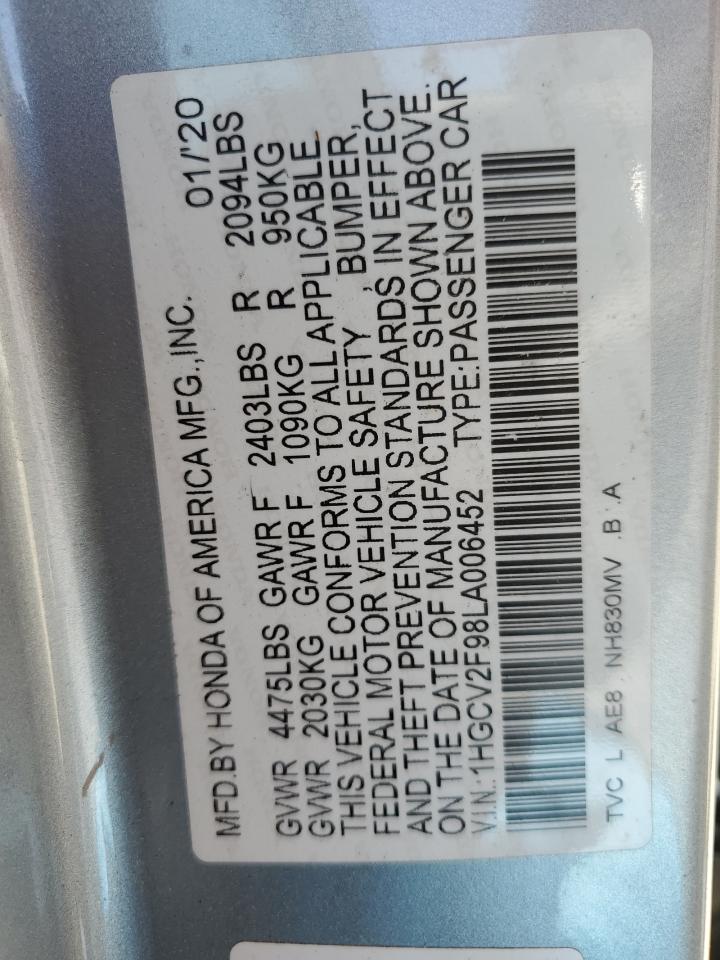 MFD.BY HONDA OF AMERICA MFG.,INC. 01/'20
GVWR 4475LBS GAWR F 2403LBS R 2094LBS
GVWR 2030KG GAWR F 1090KG R 950KG
THIS VEHICLE CONFORMS TO ALL APPLICABLE
FEDERAL MOTOR VEHICLE SAFETY , BUMPER,
AND THEFT PREVENTION STANDARDS IN EFFECT
ON THE DATE OF MANUFACTURE SHOWN ABOVE.
V.I.N.:1HGCV2F98LA006452 TYPE:PASSENGER CAR
TVC L AE8 NH830MV .B .A